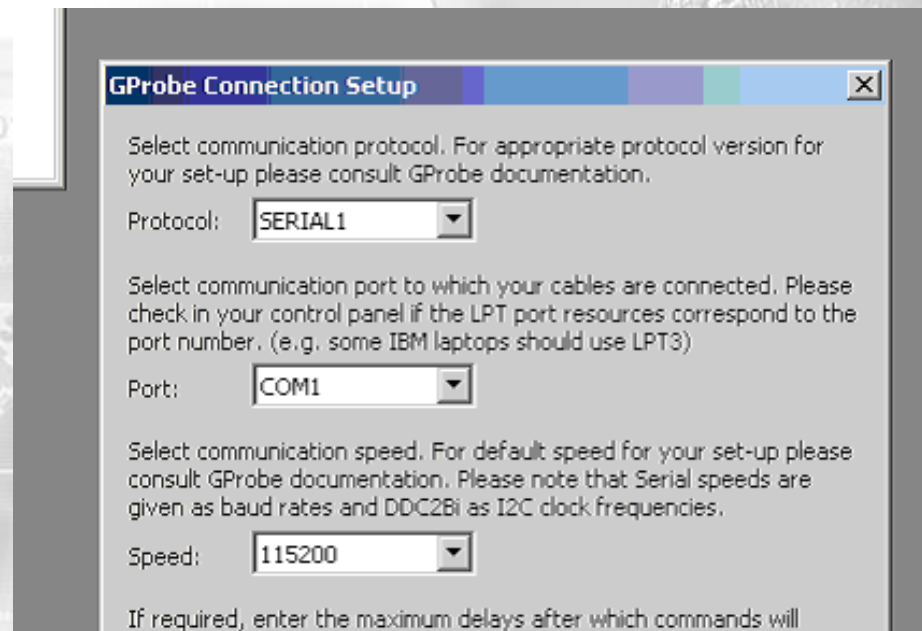 GProbe Connection Setup
Select communication protocol. For appropriate protocol version for
your set-up please consult GProbe documentation.
Protocol: SERIAL1
Select communication port to which your cables are connected. Please
check in your control panel if the LPT port resources correspond to the
port number. (e.g. some IBM laptops should use LPT3)
Port: COM1
Select communication speed. For default speed for your set-up please
consult GProbe documentation. Please note that Serial speeds are
given as baud rates and DDC2Bi as I2C clock frequencies.
Speed: 115200
If required, enter the maximum delays after which commands will